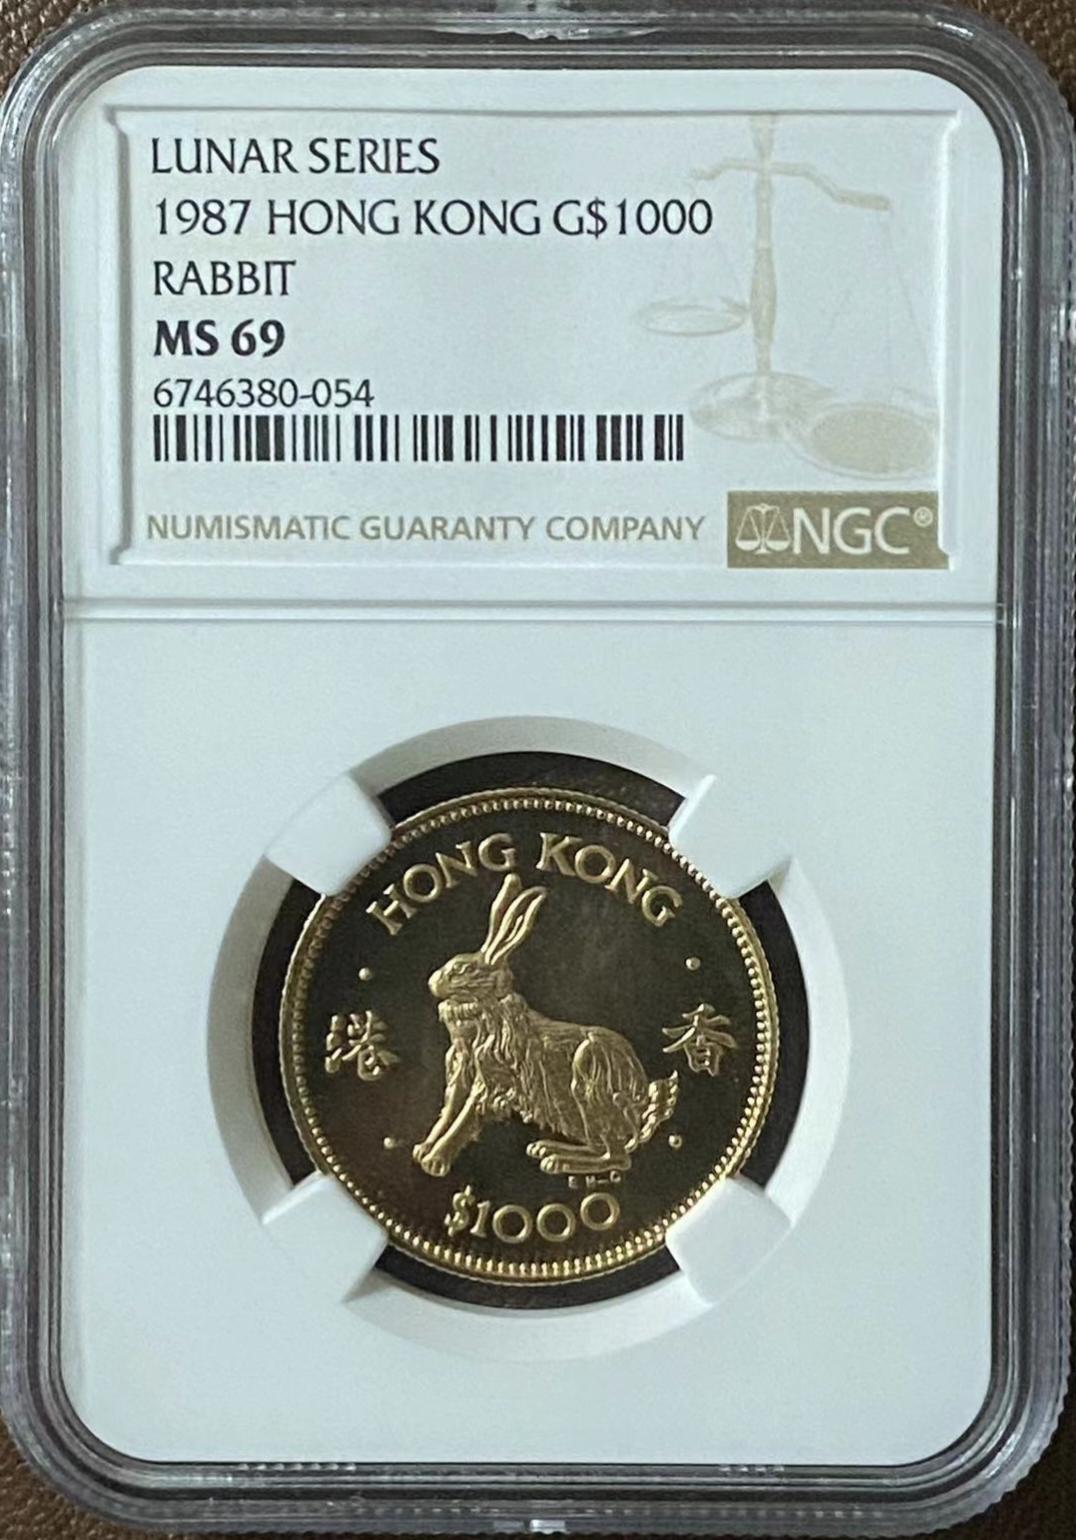 LUNAR SERIES
1987 HONG KONG G$1000
RABBIT
MS 69
6746380-054
NUMISMATIC GUARANTY COMPANY
NGC®
HONG KONG
港 香
$1000